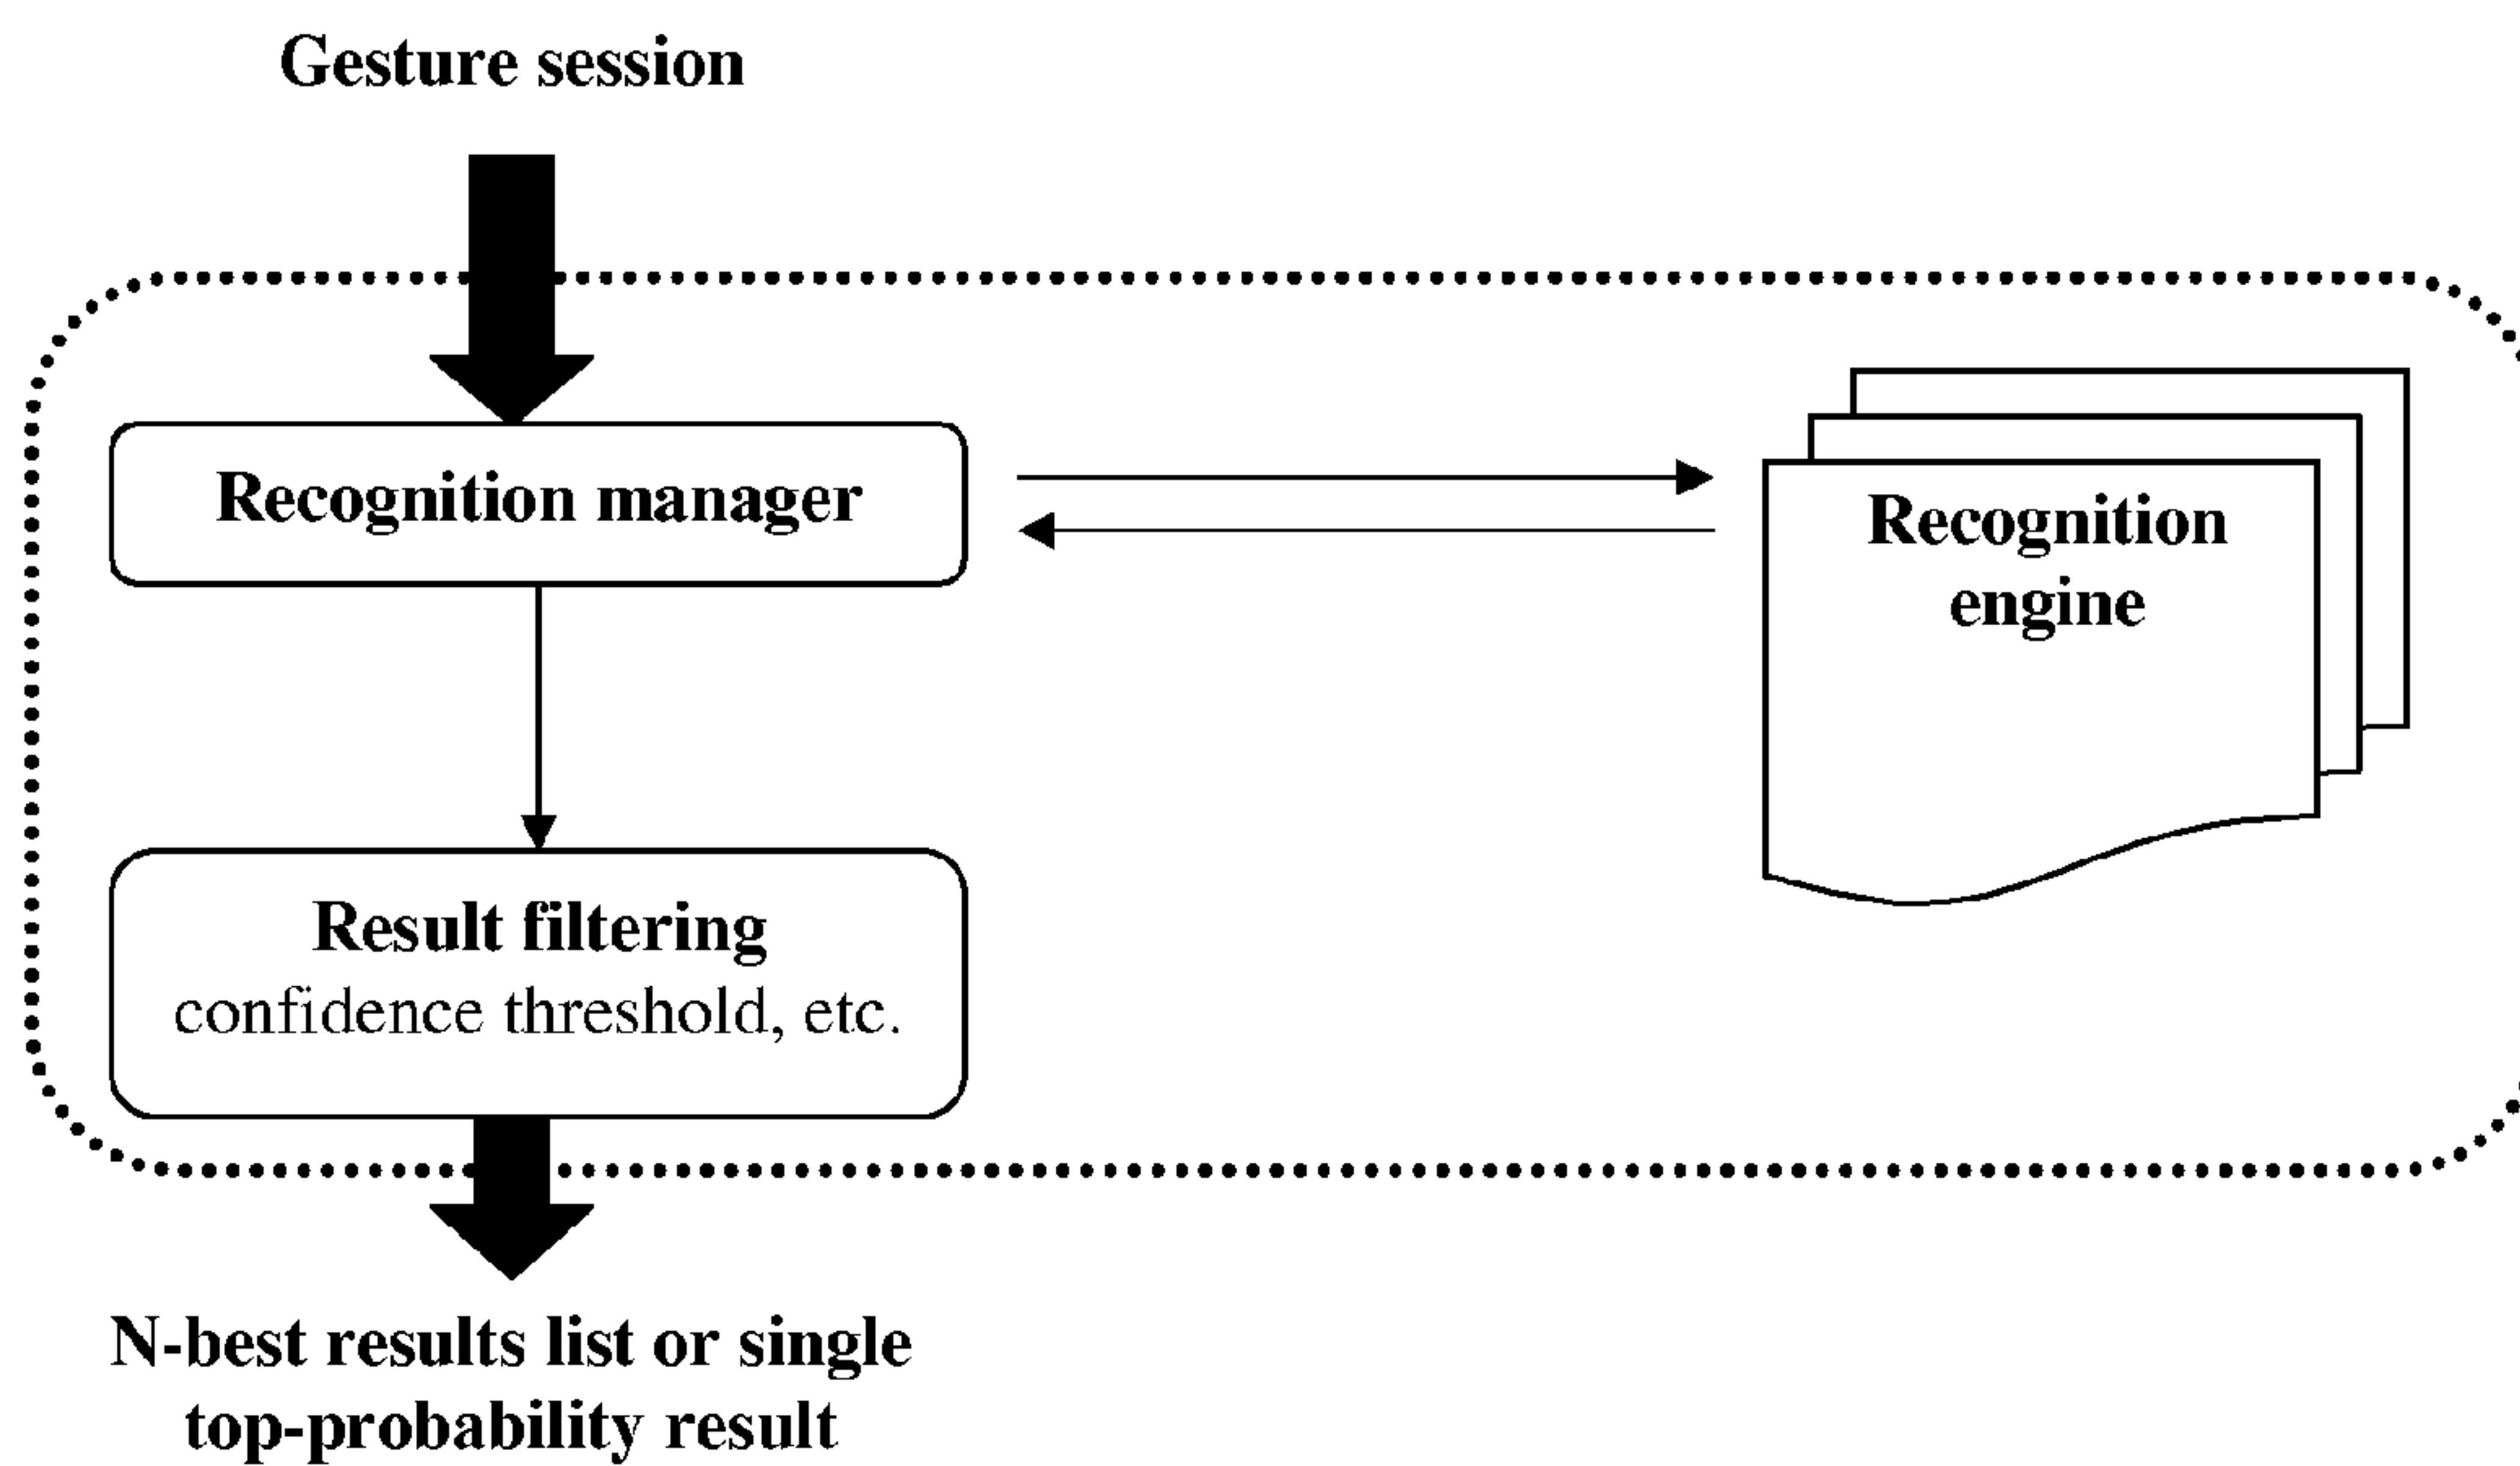 Gesture session
Recognition manager
Recognition
engine
Result filtering
confidence threshold, etc.
N-best results list or single
top-probability result